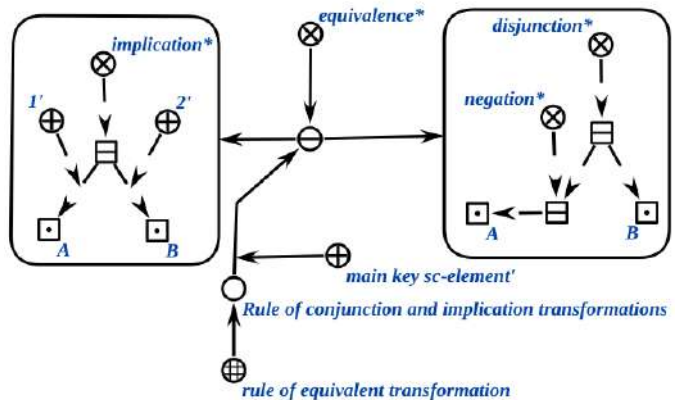 equivalence*
implication*
disjunction*
1'
2'
negation*
A
B
A
B
main key sc-element'
Rule of conjunction and implication transformations
rule of equivalent transformation